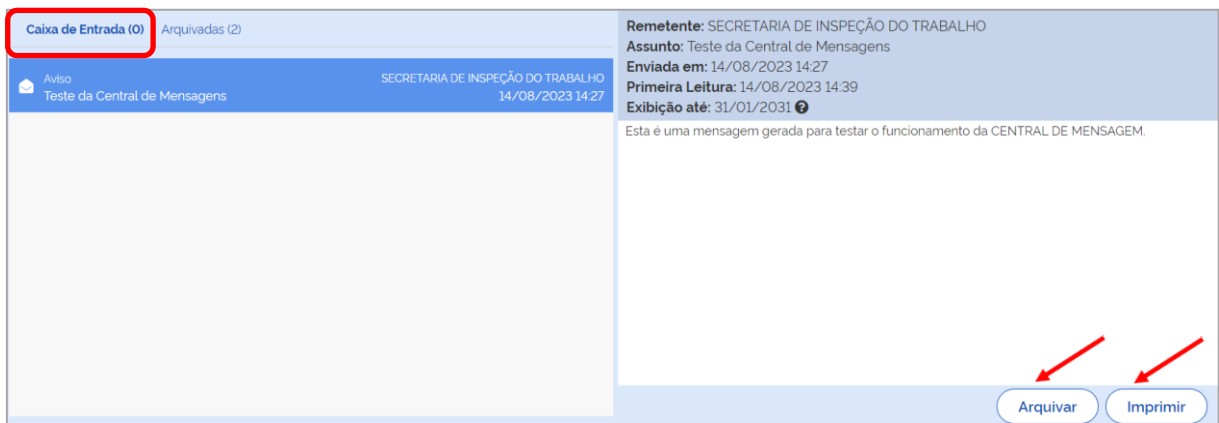 Caixa de Entrada (0) Arquivadas (2)
Aviso SECRETARIA DE INSPEÇÃO DO TRABALHO
Teste da Central de Mensagens 14/08/2023 14:27
Remetente: SECRETARIA DE INSPEÇÃO DO TRABALHO
Assunto: Teste da Central de Mensagens
Enviada em: 14/08/2023 14:27
Primeira Leitura: 14/08/2023 14:39
Exibição até: 31/01/2031 ?
Esta é uma mensagem gerada para testar o funcionamento da CENTRAL DE MENSAGEM.
Arquivar Imprimir